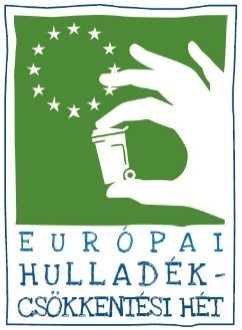 EURÓPAI
HULLADÉK-
CSÖKKENTÉSI HÉT